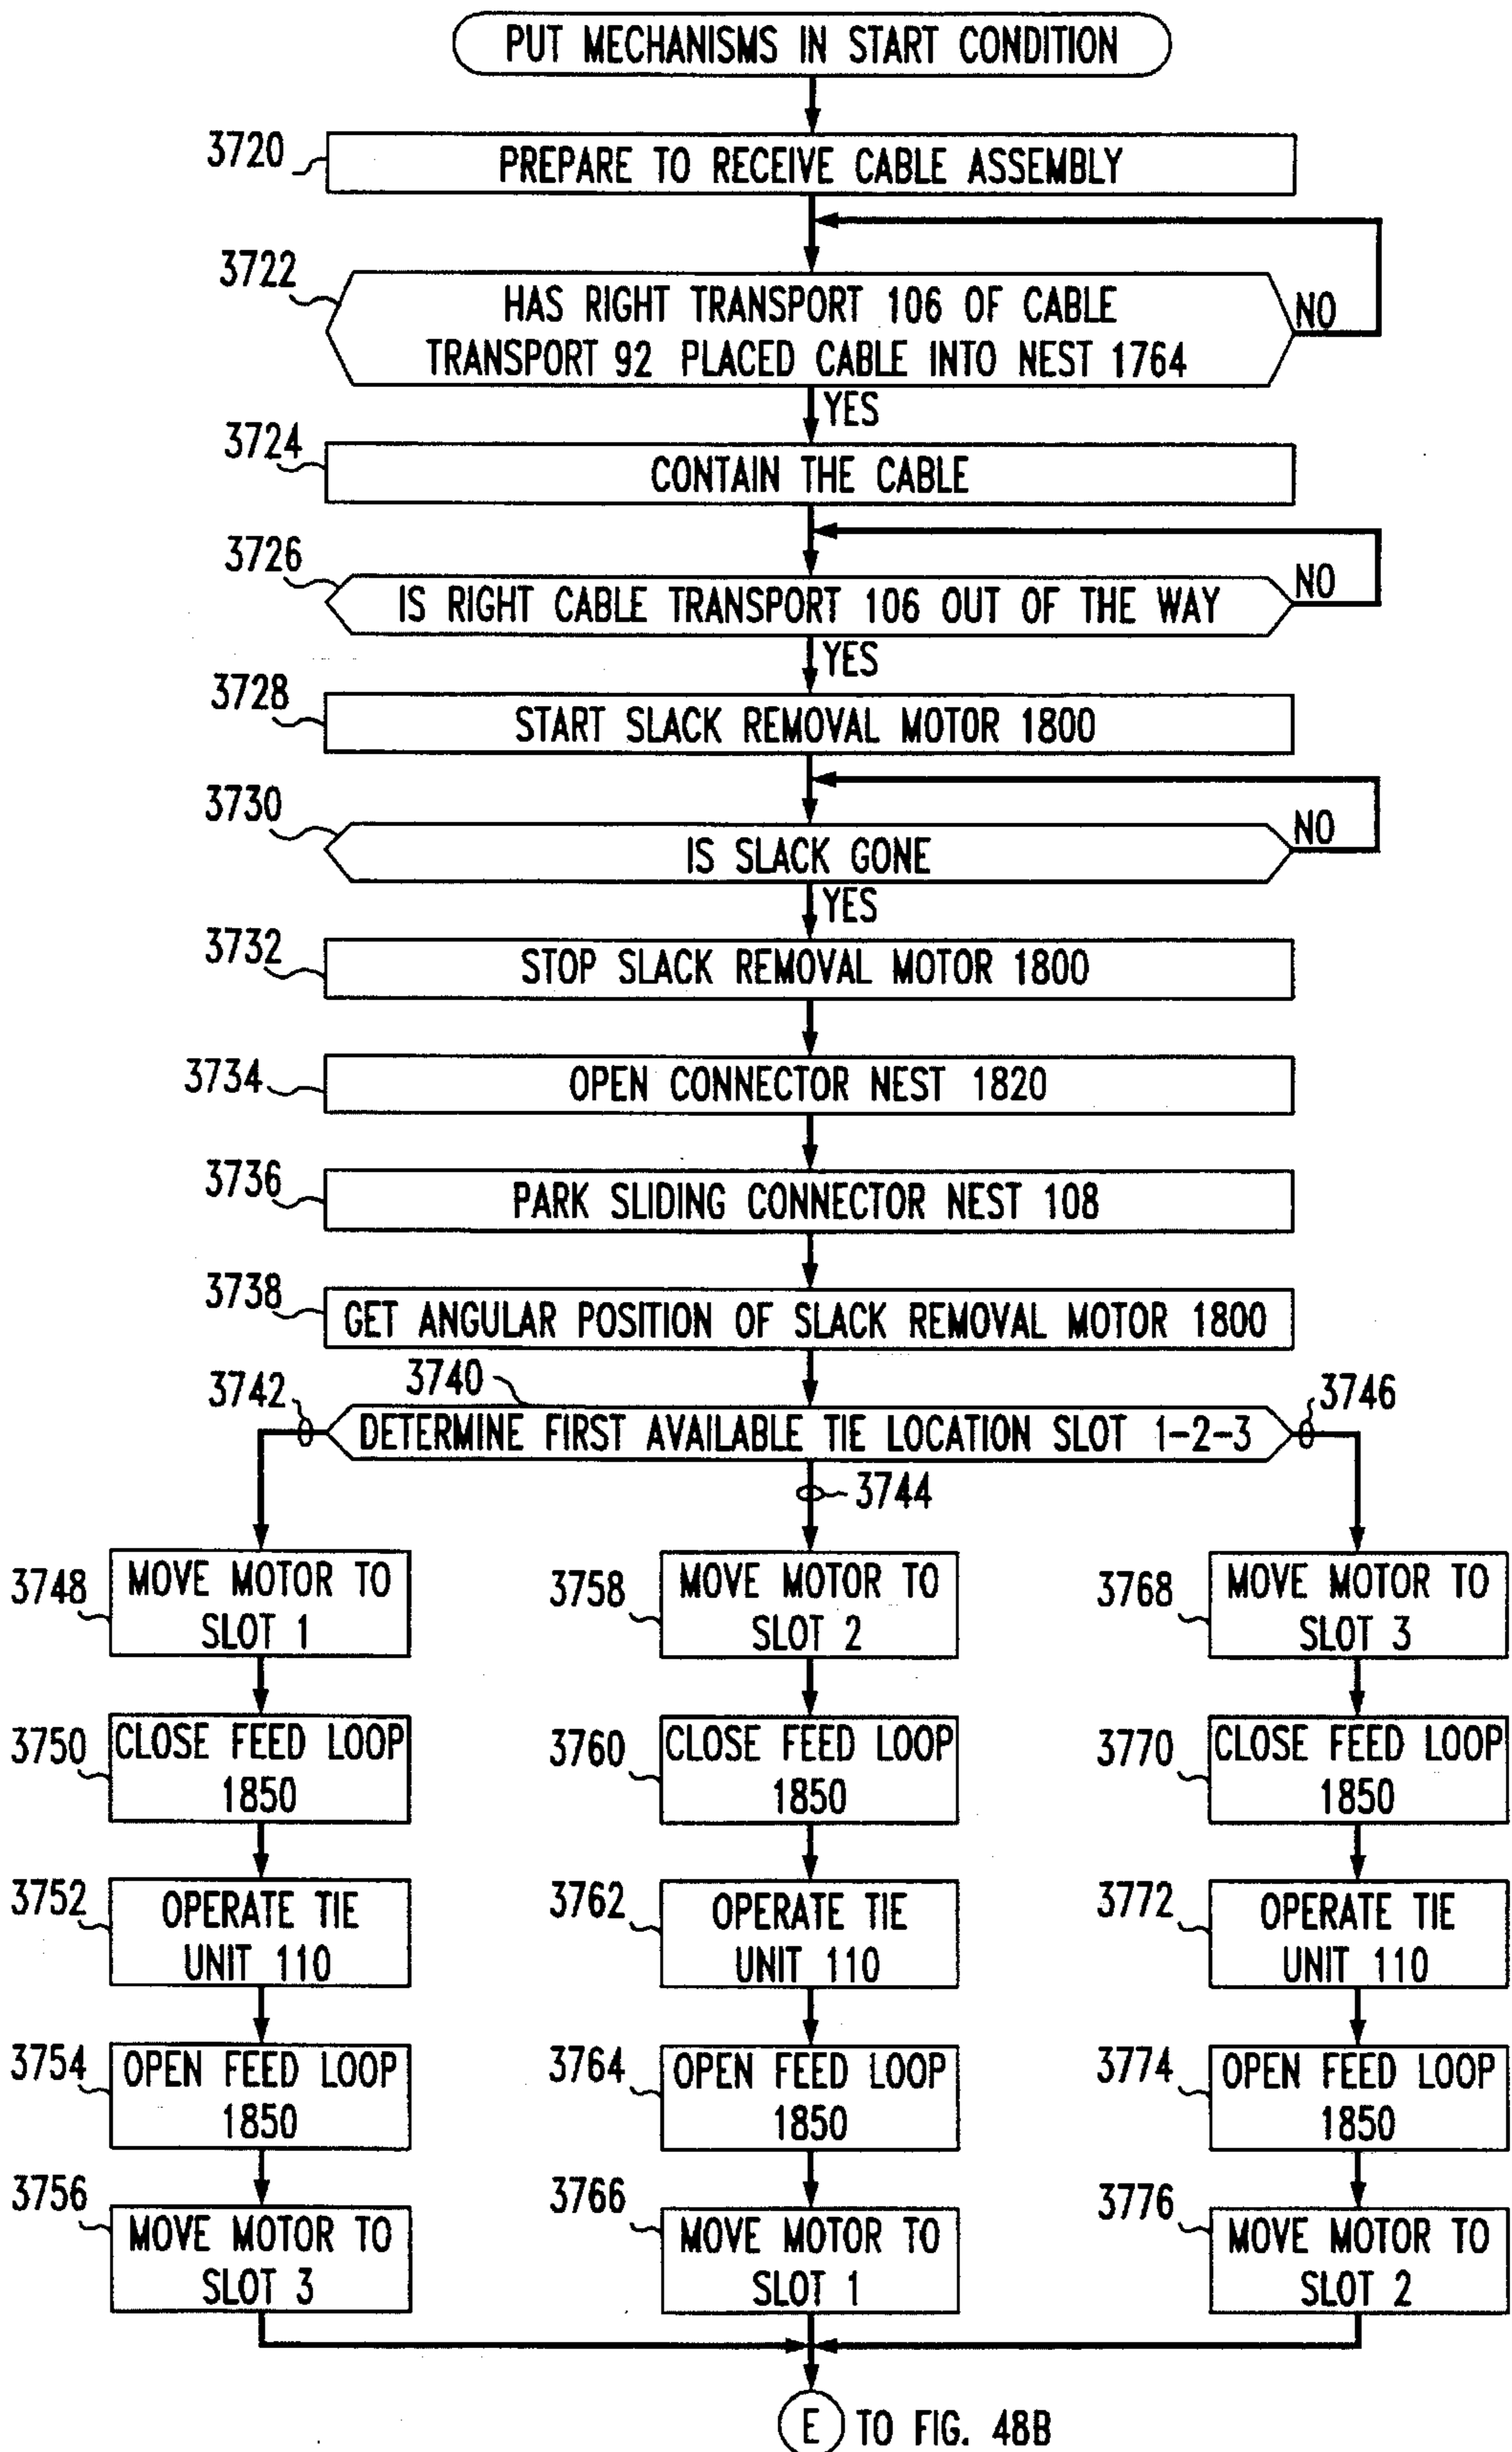 PUT MECHANISMS IN START CONDITION
3720
PREPARE TO RECEIVE CABLE ASSEMBLY
3722
HAS RIGHT TRANSPORT 106 OF CABLE
TRANSPORT 92 PLACED CABLE INTO NEST 1764
NO
YES
3724
CONTAIN THE CABLE
3726
IS RIGHT CABLE TRANSPORT 106 OUT OF THE WAY
NO
YES
3728
START SLACK REMOVAL MOTOR 1800
3730
IS SLACK GONE
NO
YES
3732
STOP SLACK REMOVAL MOTOR 1800
3734
OPEN CONNECTOR NEST 1820
3736
PARK SLIDING CONNECTOR NEST 108
3738
GET ANGULAR POSITION OF SLACK REMOVAL MOTOR 1800
3742
3740
3746
DETERMINE FIRST AVAILABLE TIE LOCATION SLOT 1-2-3
3744
3748
MOVE MOTOR TO
SLOT 1
3758
MOVE MOTOR TO
SLOT 2
3768
MOVE MOTOR TO
SLOT 3
3750
CLOSE FEED LOOP
1850
3760
CLOSE FEED LOOP
1850
3770
CLOSE FEED LOOP
1850
3752
OPERATE TIE
UNIT 110
3762
OPERATE TIE
UNIT 110
3772
OPERATE TIE
UNIT 110
3754
OPEN FEED LOOP
1850
3764
OPEN FEED LOOP
1850
3774
OPEN FEED LOOP
1850
3756
MOVE MOTOR TO
SLOT 3
3766
MOVE MOTOR TO
SLOT 1
3776
MOVE MOTOR TO
SLOT 2
E TO FIG. 48B